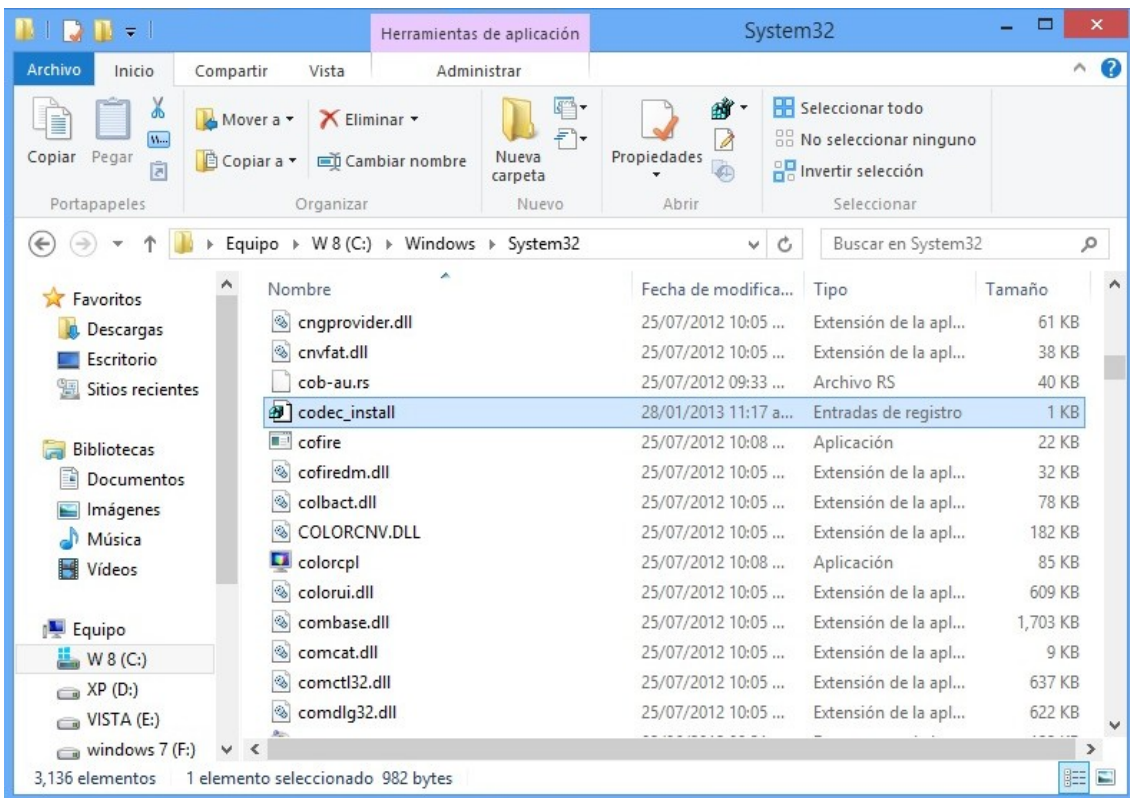 Herramientas de aplicación
System32
Archivo Inicio Compartir Vista Administrar
Copiar
Pegar
Mover a
Copiar a
Eliminar
Cambiar nombre
Nueva carpeta
Propiedades
Seleccionar todo
No seleccionar ninguno
Invertir selección
Portapapeles Organizar Nuevo Abrir Seleccionar
Equipo W 8 (C:) Windows System32 Buscar en System32
Favoritos
Descargas
Escritorio
Sitios recientes
Bibliotecas
Documentos
Imágenes
Música
Vídeos
Equipo
W 8 (C:)
XP (D:)
VISTA (E:)
windows 7 (F:)
Nombre Fecha de modifica... Tipo Tamaño
cngprovider.dll 25/07/2012 10:05 ... Extensión de la apl... 61 KB
cnvfat.dll 25/07/2012 10:05 ... Extensión de la apl... 38 KB
cob-au.rs 25/07/2012 09:33 ... Archivo RS 40 KB
codec_install 28/01/2013 11:17 a... Entradas de registro 1 KB
cofire 25/07/2012 10:08 ... Aplicación 22 KB
cofiredm.dll 25/07/2012 10:05 ... Extensión de la apl... 32 KB
colbact.dll 25/07/2012 10:05 ... Extensión de la apl... 78 KB
COLORCNV.DLL 25/07/2012 10:05 ... Extensión de la apl... 182 KB
colorcpl 25/07/2012 10:08 ... Aplicación 85 KB
colorui.dll 25/07/2012 10:05 ... Extensión de la apl... 609 KB
combase.dll 25/07/2012 10:05 ... Extensión de la apl... 1,703 KB
comcat.dll 25/07/2012 10:05 ... Extensión de la apl... 9 KB
comctl32.dll 25/07/2012 10:05 ... Extensión de la apl... 637 KB
comdlg32.dll 25/07/2012 10:05 ... Extensión de la apl... 622 KB
3,136 elementos 1 elemento seleccionado 982 bytes